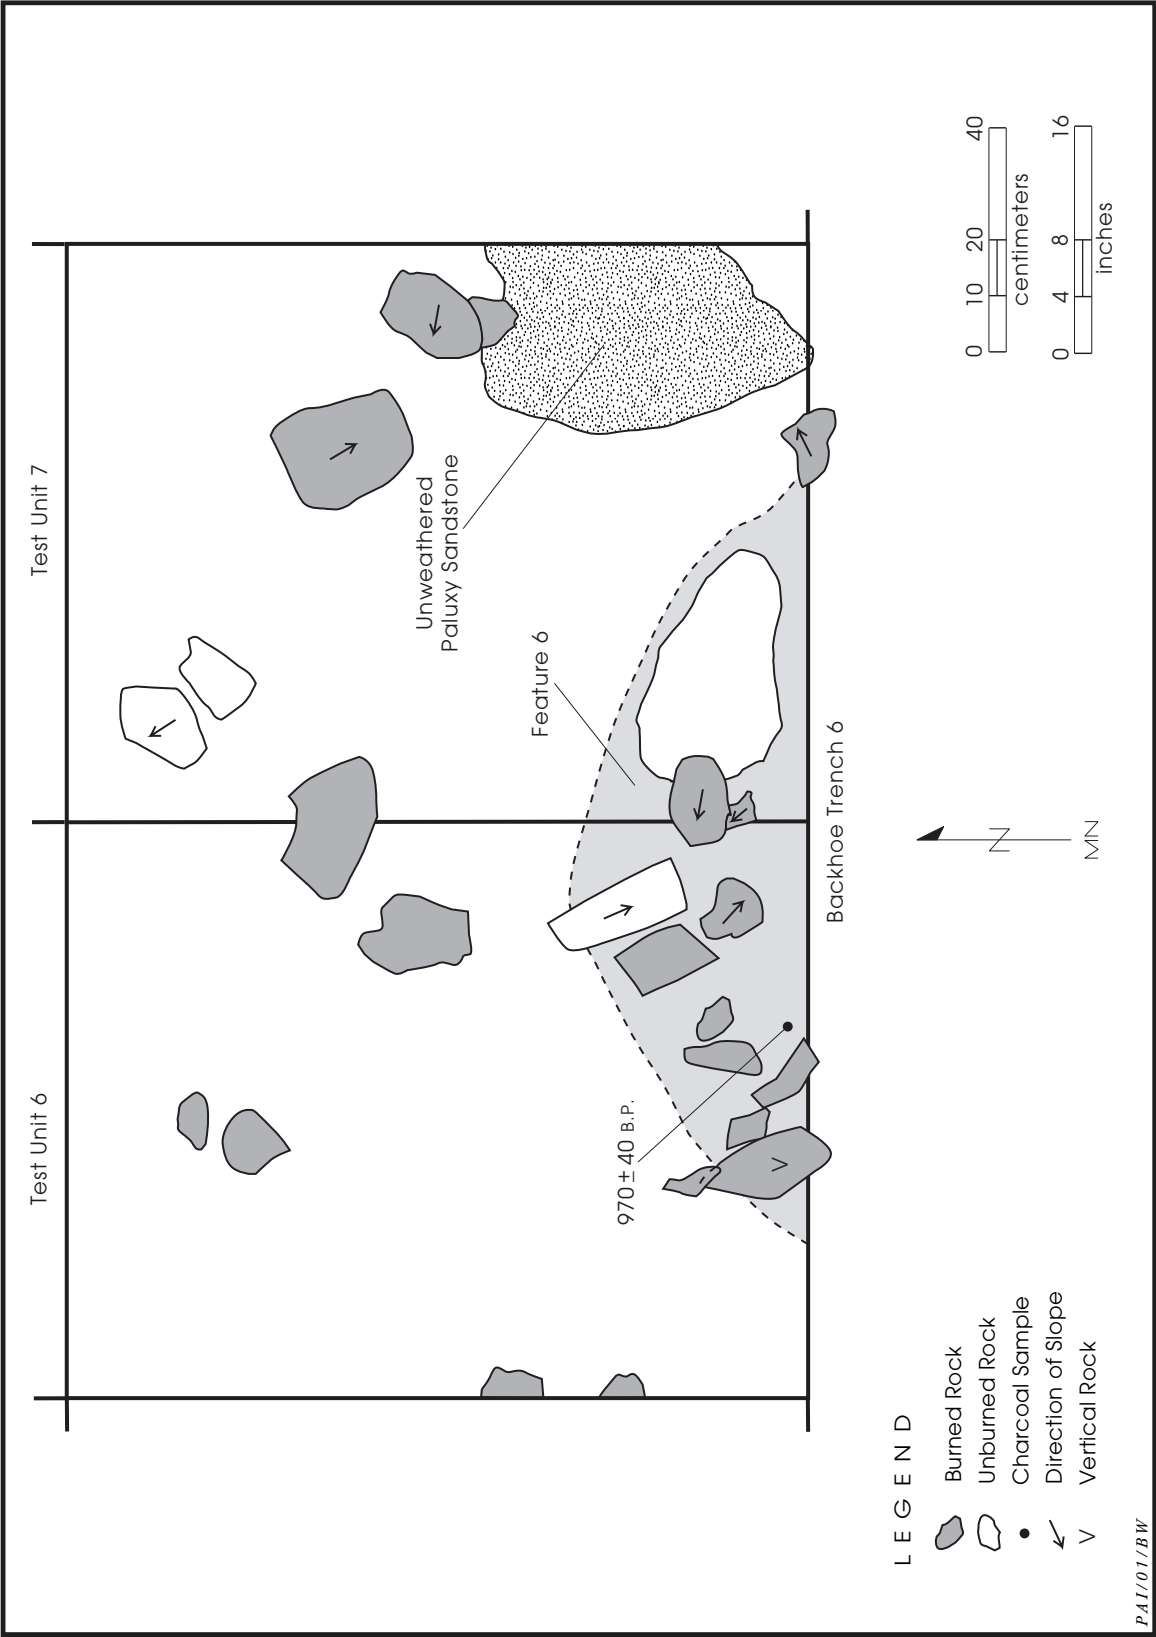 Test Unit 6
Test Unit 7
Unweathered
Paluxy Sandstone
Feature 6
970±40 B.P.
Backhoe Trench 6
L E G E N D
Burned Rock
Unburned Rock
Charcoal Sample
Direction of Slope
V Vertical Rock
V
N
MN
0 10 20 40
centimeters
0 4 8 16
inches
PAI/01/BW